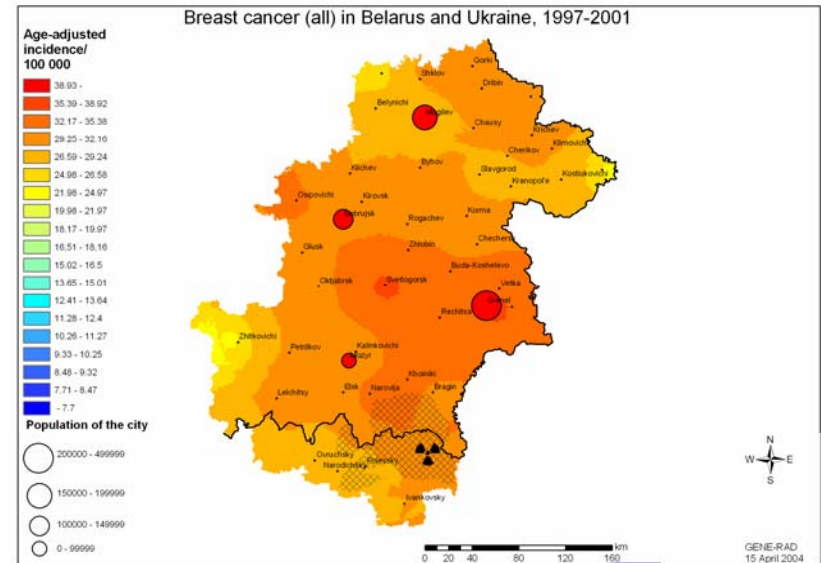 Breast cancer (all) in Belarus and Ukraine, 1997-2001
Age-adjusted
incidence/
100 000
38.93 -
35.39 - 38.92
32.17 - 35.38
29.25 - 32.16
26.59 - 29.24
24.98 - 26.58
21.98 - 24.97
19.98 - 21.97
18.17 - 19.97
16.51 - 18.16
15.02 - 16.5
13.65 - 15.01
12.41 - 13.64
11.28 - 12.4
10.26 - 11.27
9.33 - 10.25
8.48 - 9.32
7.71 - 8.47
- 7.7
Population of the city
200000 - 499999
150000 - 199999
100000 - 149999
0 - 99999
Gorki
Shklov
Dribin
Belynichi
Chausy
Krichev
Klimovichi
Cherikov
Klichev
Byhov
Slavgorod
Kranopol'e
Kostiukovichi
Osipovichi
Kirovsk
Rogachev
Korma
Chechersk
Glusk
Zhlobin
Buda-Koshelevo
Oktjabrsk
Svetlogorsk
Vetka
Rechitsa
Zhitkovichi
Petrikov
Kalinkovichi
Mozyr
Khoiniki
Lelchitsy
Elsk
Narovlja
Bragin
Ovruchsky
Narodichsky
Ivankovsky
N
W
E
S
km
0 20 40 80 120 160
GENE-RAD
15 April 2004